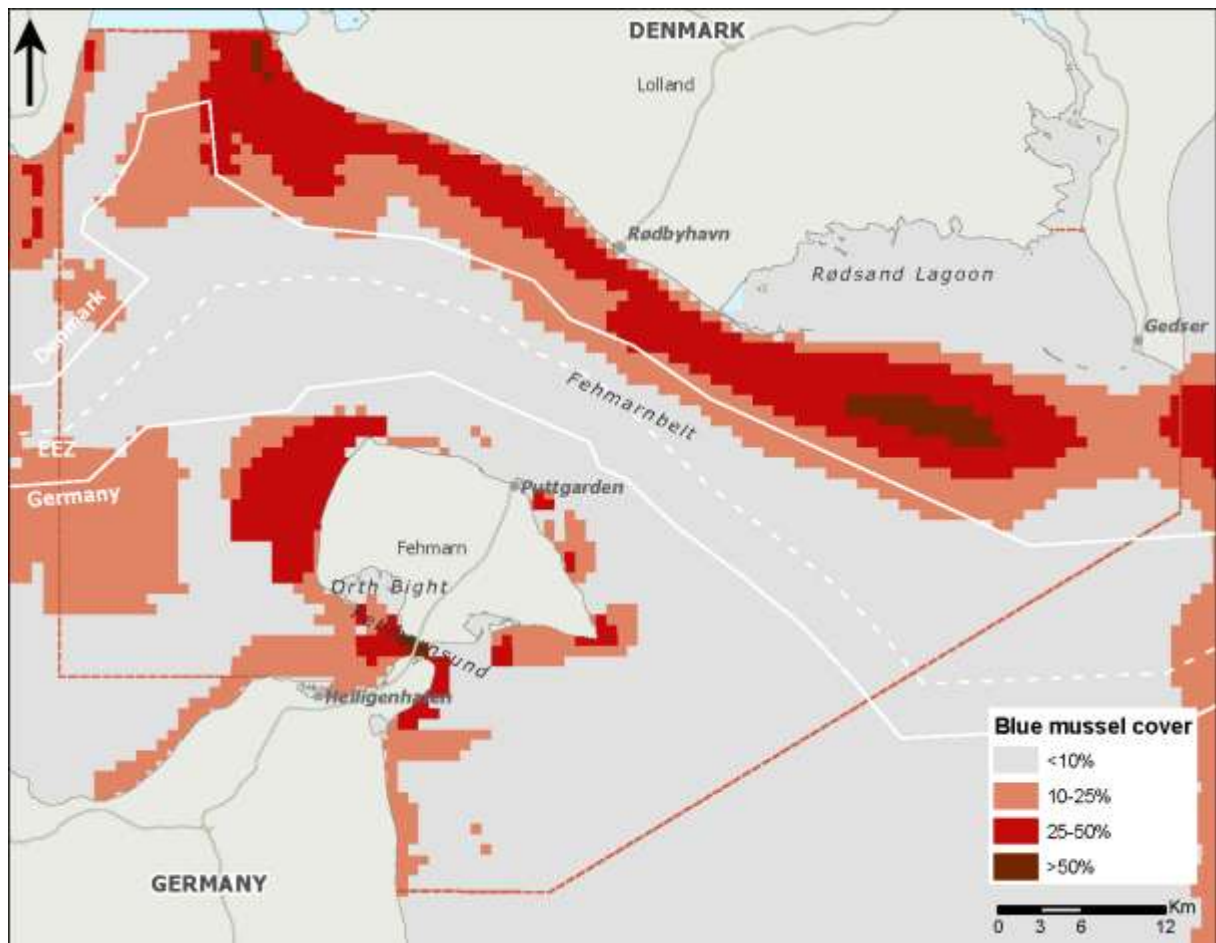 DENMARK
Lolland
Rødbyhavn
Rødsand Lagoon
Gedser
Denmark
Fehmarnbelt
EEZ
Germany
Puttgarden
Fehmarn
Orth Bight
Fehmarnsund
Heiligenhafen
GERMANY
Blue mussel cover
<10%
10-25%
25-50%
>50%
Km
0 3 6 12